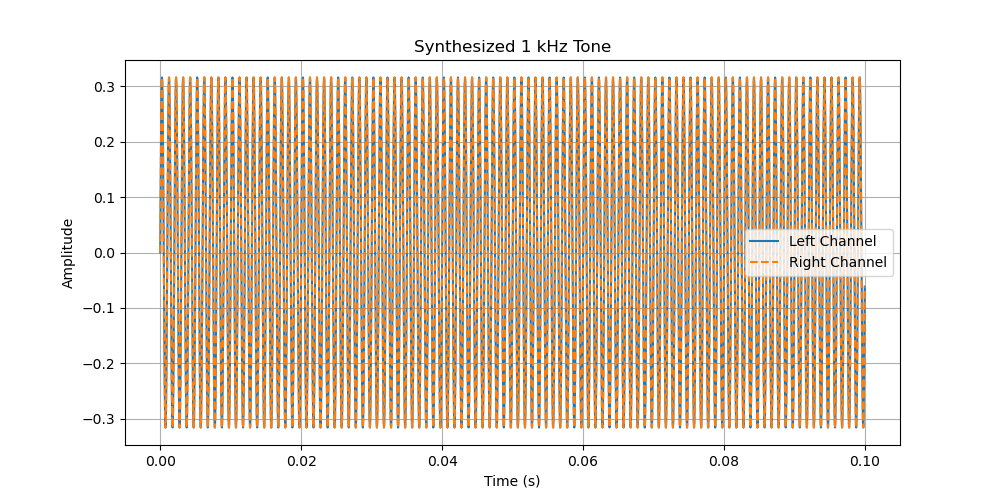 Synthesized 1 kHz Tone
Amplitude
0.3
0.2
0.1
0.0
−0.1
−0.2
−0.3
Left Channel
Right Channel
0.00 0.02 0.04 0.06 0.08 0.10
Time (s)